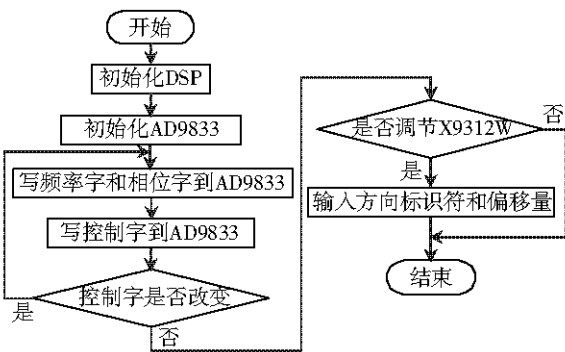 开始
初始化DSP
初始化AD9833
写频率字和相位字到AD9833
写控制字到AD9833
控制字是否改变
是
否
是否调节X9312W
否
是
输入方向标识符和偏移量
结束